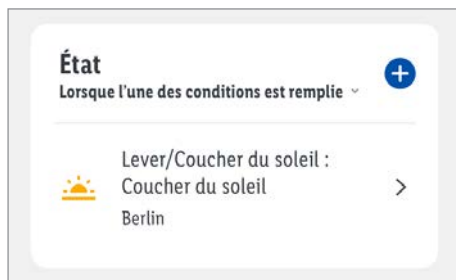 État
Lorsque l'une des conditions est remplie
Lever/Coucher du soleil :
Coucher du soleil
Berlin